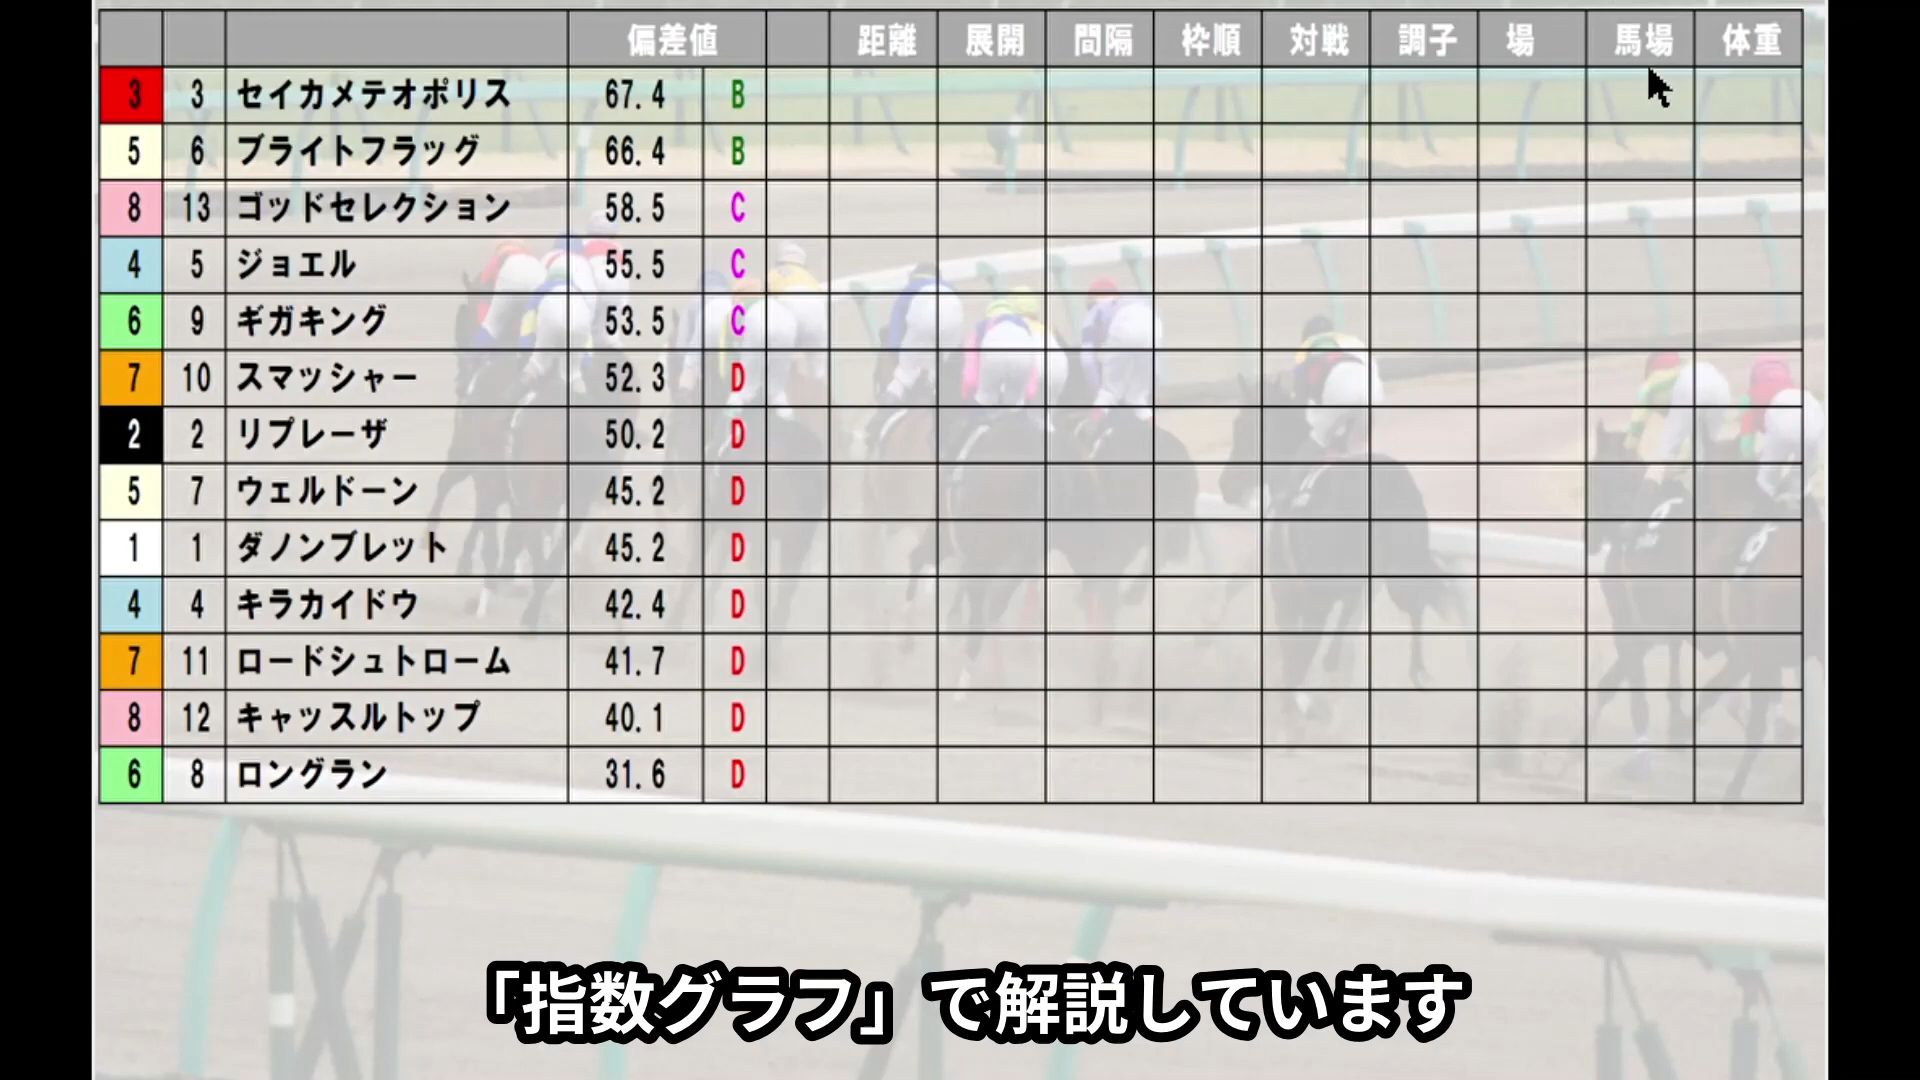 偏差値 距離 展開 間隔 枠順 対戦 調子 場 馬場 体重
3 3 セイカメテオポリス 67.4 B
5 6 ブライトフラッグ 66.4 B
8 13 ゴッドセレクション 58.5 C
4 5 ジョエル 55.5 C
6 9 ギガキング 53.5 C
7 10 スマッシャー 52.3 D
2 2 リプレーザ 50.2 D
5 7 ウェルドーン 45.2 D
1 1 ダノンブレット 45.2 D
4 4 キラカイドウ 42.4 D
7 11 ロードシュトローム 41.7 D
8 12 キャッスルトップ 40.1 D
6 8 ロングラン 31.6 D
「指数グラフ」で解説しています